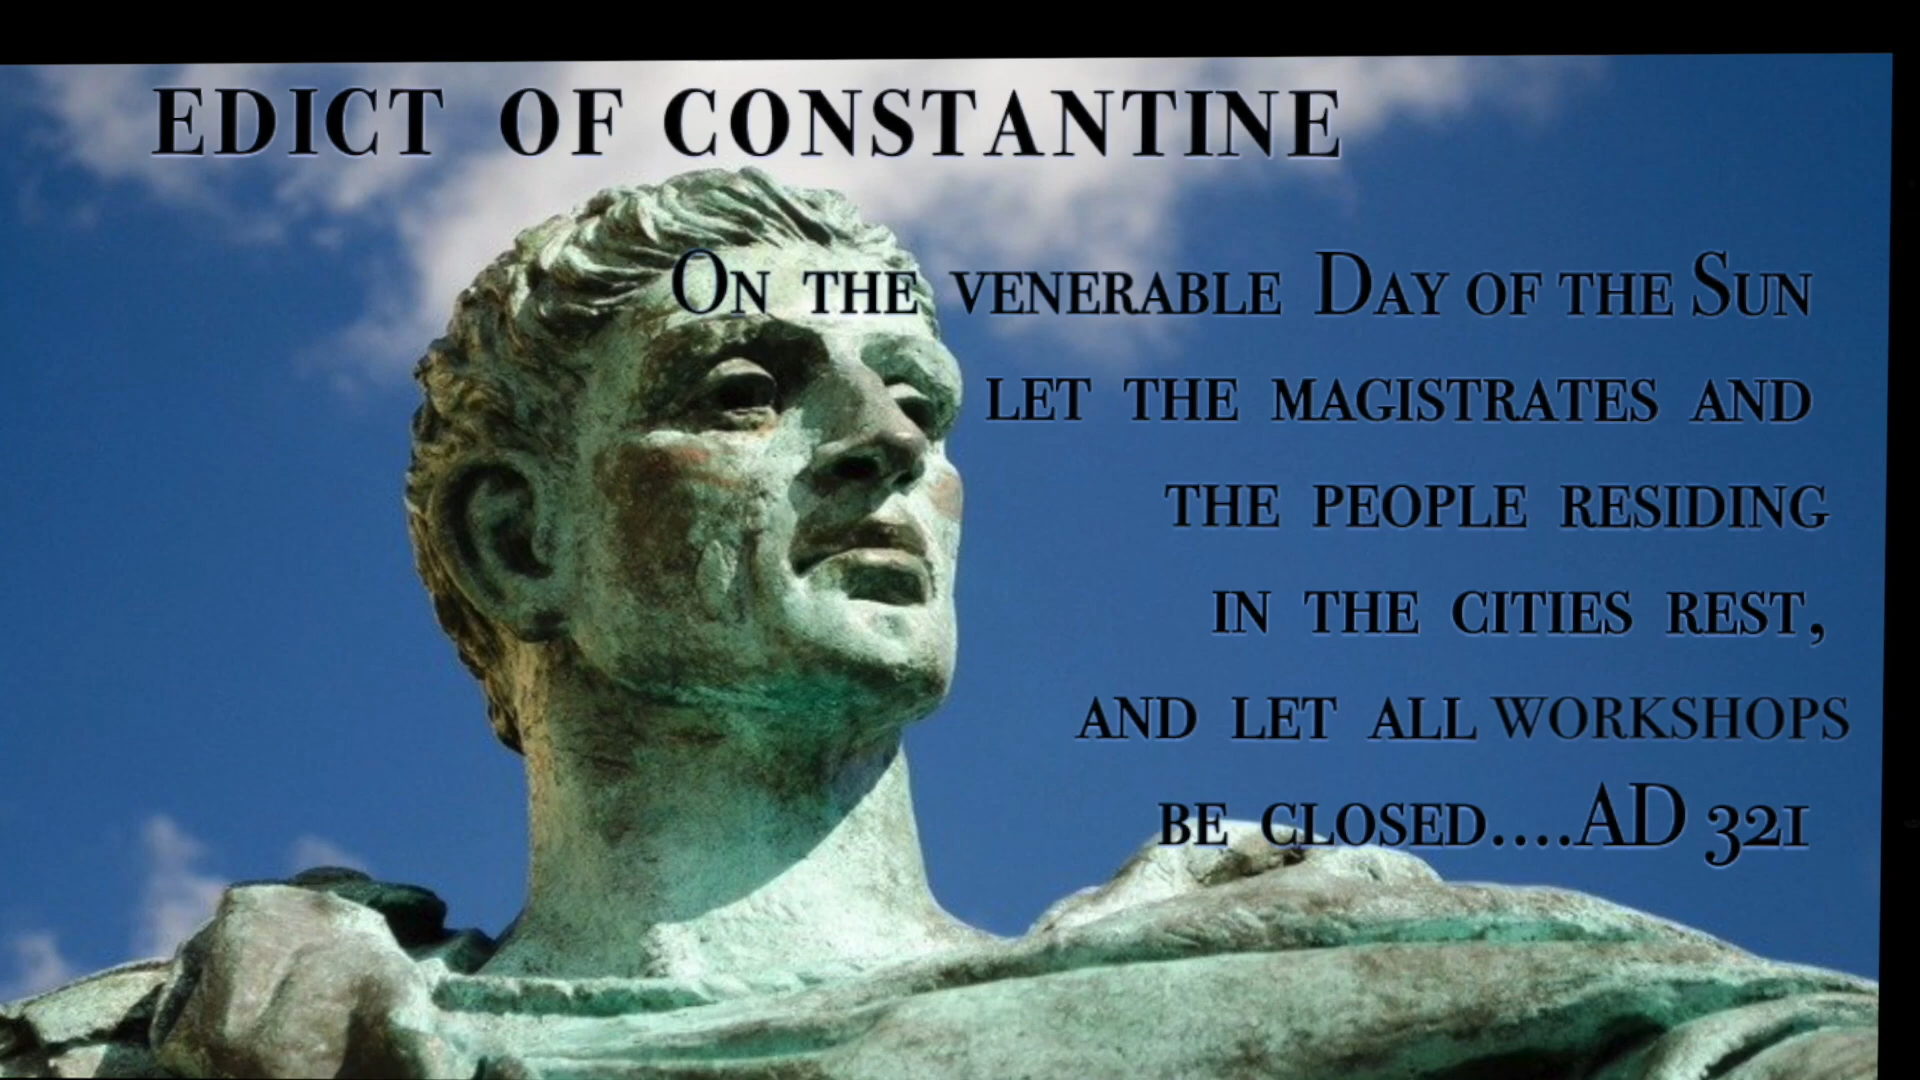 EDICT OF CONSTANTINE
On the venerable Day of the Sun
let the magistrates and
the people residing
in the cities rest,
and let all workshops
be closed....AD 321